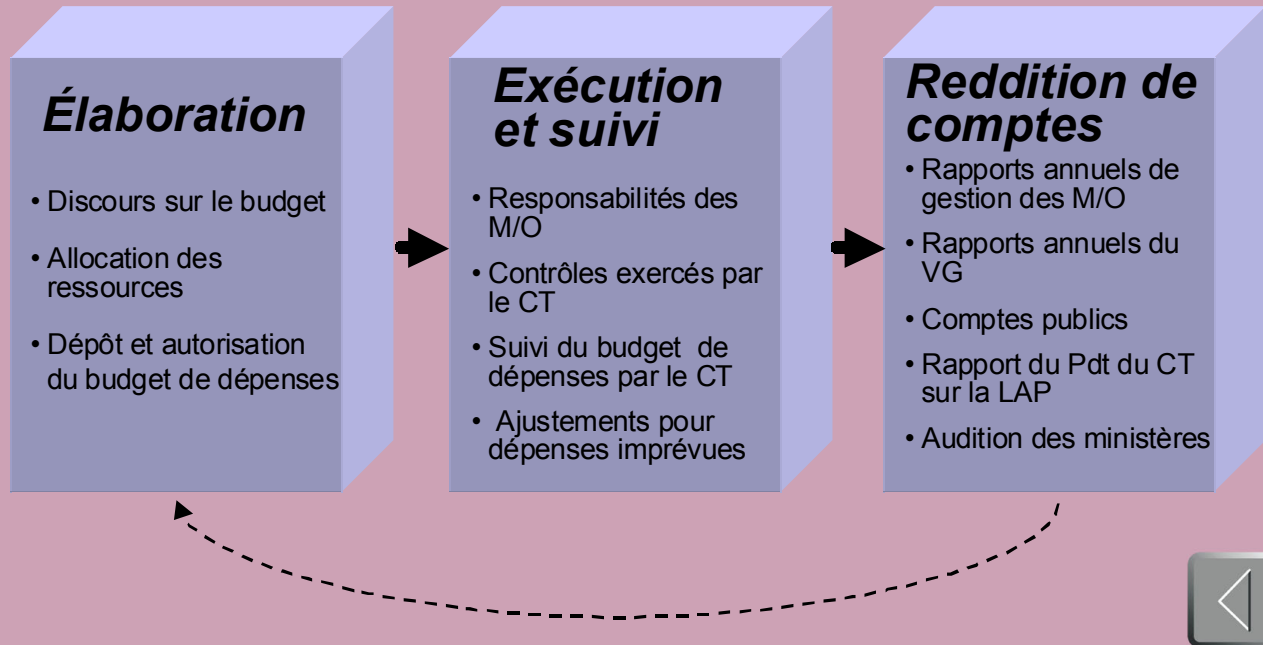 Élaboration
• Discours sur le budget
• Allocation des
ressources
• Dépôt et autorisation
du budget de dépenses
Exécution
et suivi
• Responsabilités des
M/O
• Contrôles exercés par
le CT
• Suivi du budget de
dépenses par le CT
• Ajustements pour
dépenses imprévues
Reddition de
comptes
• Rapports annuels de
gestion des M/O
• Rapports annuels du
VG
• Comptes publics
• Rapport du Pdt du CT
sur la LAP
• Audition des ministères